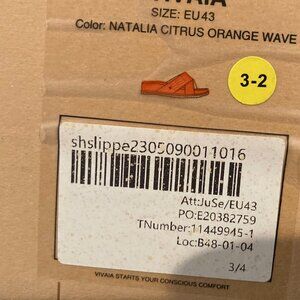 VIVAIA
SIZE: EU43
Color: NATALIA CITRUS ORANGE WAVE
3-2
shslippe2305090011016
Att:JuSe/EU43
PO:E20382759
TNumber:11449945-1
Loc:B48-01-04
3/4
VIVAIA STARTS YOUR CONSCIOUS COMFORT